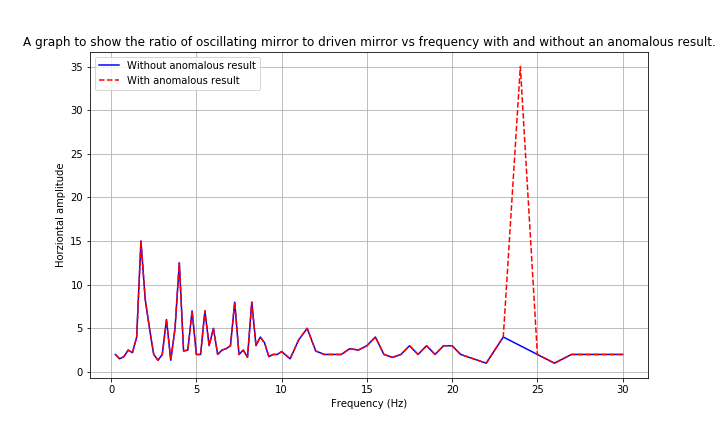 A graph to show the ratio of oscillating mirror to driven mirror vs frequency with and without an anomalous result.
Without anomalous result
With anomalous result
35
30
25
20
15
10
5
0
Horziontal amplitude
0 5 10 15 20 25 30
Frequency (Hz)